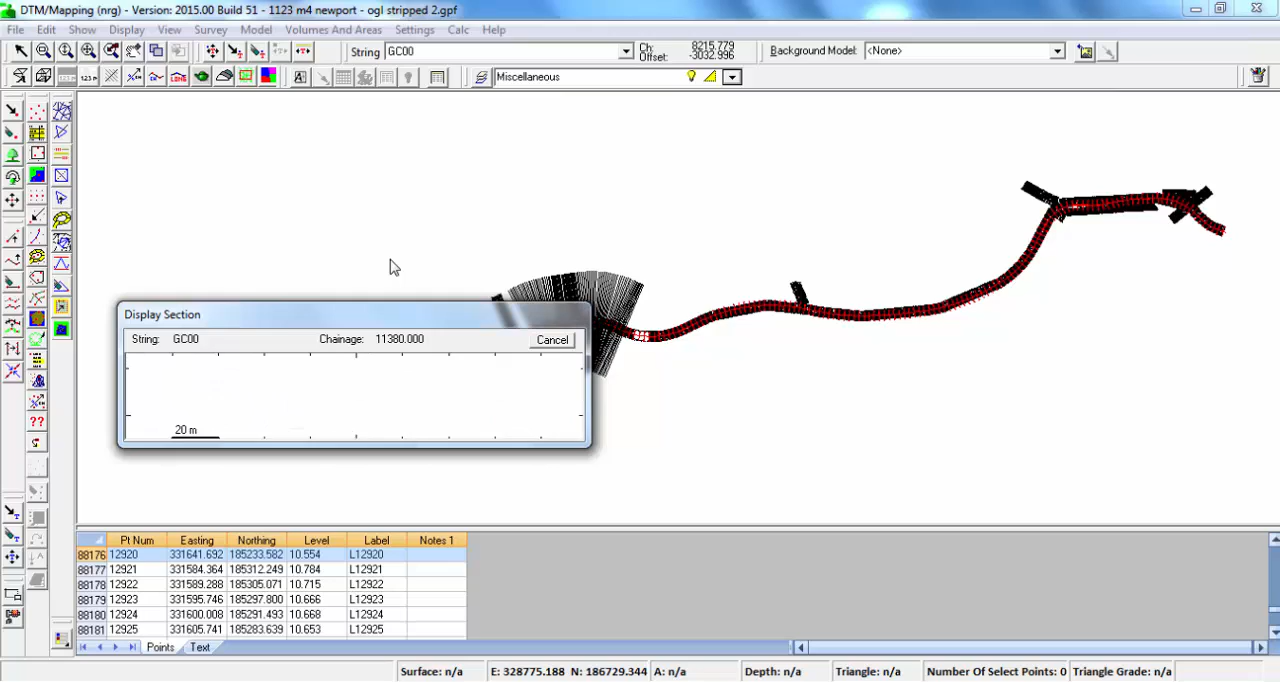 DTM/Mapping (nrg) - 2015.00 Build 51 - 1123 m4 newport - ogl stripped 2.gpf
File Edit Show Display View Survey Model Volumes And Areas Settings Calc Help
String GC00 Ch: 8215.779 Background Model: <None>
Offset: -3032.996
Miscellaneous
Display Section
String: GC00 Chainage: 11380.000 Cancel
20 m
??
Pt Num Easting Northing Level Label Notes 1
88176 12920 331641.692 185233.582 10.554 L12920
88177 12921 331584.364 185312.249 10.784 L12921
88178 12922 331589.288 185305.071 10.715 L12922
88179 12923 331595.746 185297.800 10.666 L12923
88180 12924 331600.008 185291.493 10.668 L12924
88181 12925 331605.741 185283.639 10.653 L12925
Points Text
Surface: n/a E: 328775.188 N: 186729.344 A: n/a Depth: n/a Triangle: n/a Number Of Select Points: 0 Triangle Grade: n/a